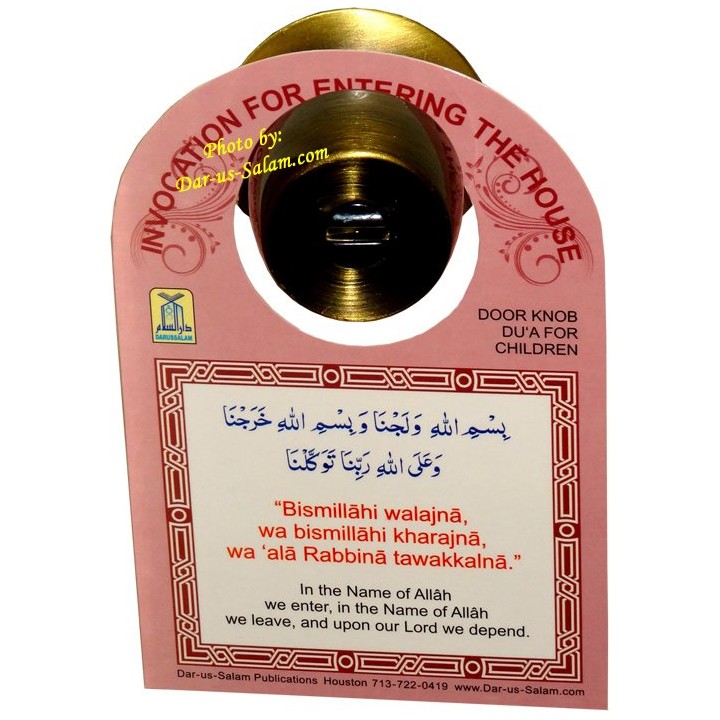 INVOCATION FOR ENTERING THE HOUSE
Photo by:
Dar-us-Salam.com
دارالسلام
DARUSSALAM
DOOR KNOB
DU‘A FOR
CHILDREN
بِسْمِ اللهِ وَلَجْنَا وَ بِسْمِ اللهِ خَرَجْنَا
وَعَلَى اللهِ رَبِّنَا تَوَكَّلْنَا
“Bismillāhi walajnā,
wa bismillāhi kharajnā,
wa ‘alā Rabbinā tawakkalnā.”
In the Name of Allâh
we enter, in the Name of Allâh
we leave, and upon our Lord we depend.
Dar-us-Salam Publications Houston 713-722-0419 www.Dar-us-Salam.com